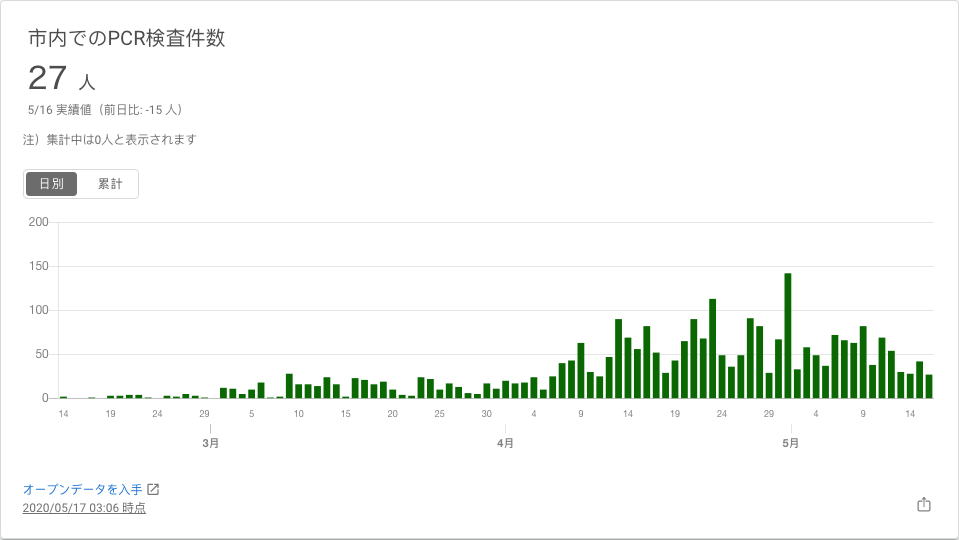 市内でのPCR検査件数
27 人
5/16 実績値（前日比: -15 人）
注）集計中は0人と表示されます
日別 累計
200
150
100
50
0
14 19 24 29 5 10 15 20 25 30 4 9 14 19 24 29 4 9 14
3月 4月 5月
オープンデータを入手
2020/05/17 03:06 時点